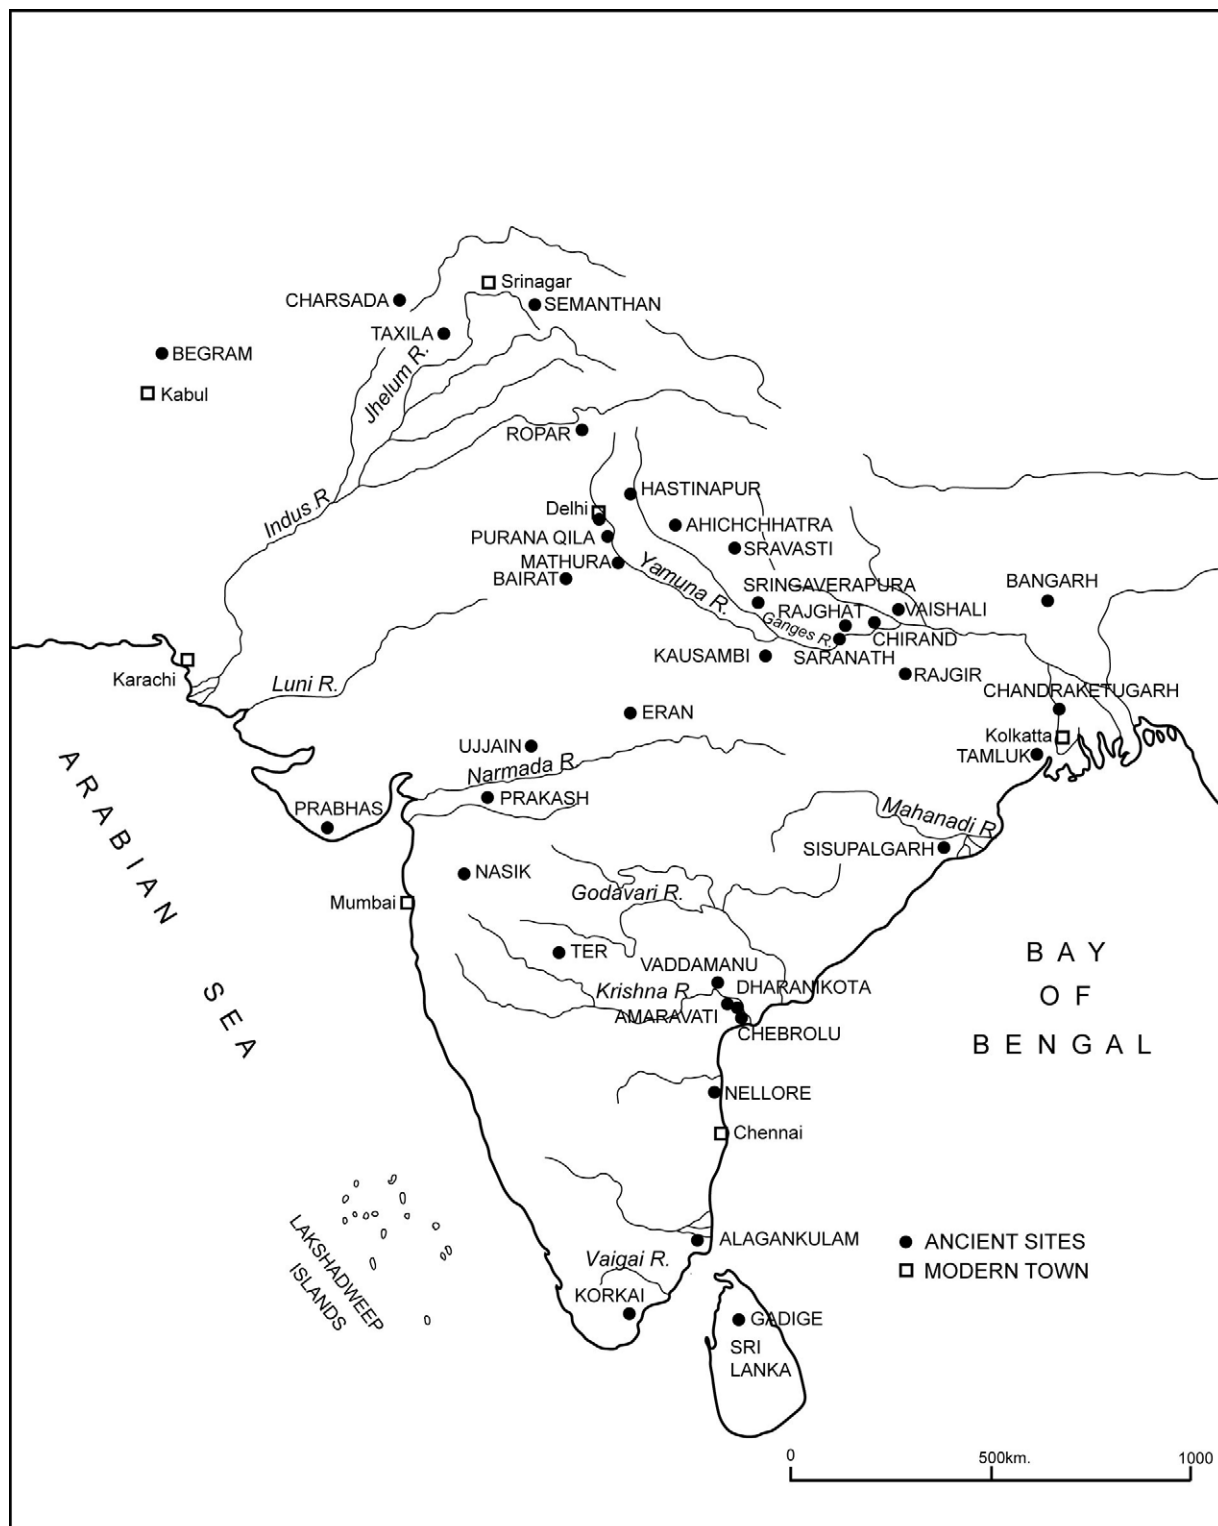 Srinagar
CHARSADA
SEMANTHAN
TAXILA
BEGRAM
Jhelum R.
Kabul
ROPAR
HASTINAPUR
Indus R
Delhi
AHICHCHHATRA
PURANA QILA
SRAVASTI
MATHURA
BAIRAT
Yamuna R.
SRINGAVERAPURA
BANGARH
RAJGHAT
VAISHALI
Ganges R.
CHIRAND
KAUSAMBI
SARANATH
RAJGIR
Karachi
Luni R.
CHANDRAKETUGARH
ERAN
Kolkatta
UJJAIN
TAMLUK
Narmada R.
PRAKASH
PRABHAS
Mahanadi R
SISUPALGARH
ARABIAN SEA
NASIK
Godavari R.
Mumbai
TER
VADDAMANU
BAY
OF
BENGAL
Krishna R
DHARANIKOTA
AMARAVATI
CHEBROLU
NELLORE
Chennai
LAKSHADWEEP
ISLANDS
ALAGANKULAM
ANCIENT SITES
MODERN TOWN
Vaigai R.
KORKAI
GADIGE
SRI
LANKA
0 500km. 1000